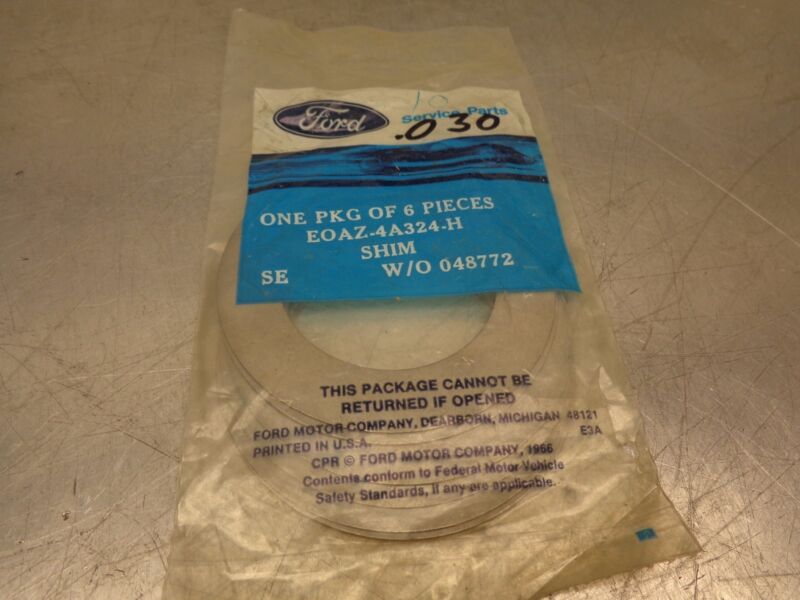 Ford
Service Parts
.030
ONE PKG OF 6 PIECES
EOAZ-4A324-H
SHIM
SE W/O 048772
THIS PACKAGE CANNOT BE
RETURNED IF OPENED
FORD MOTOR COMPANY, DEARBORN, MICHIGAN 48121
PRINTED IN U.S.A. E3A
CPR © FORD MOTOR COMPANY, 1966
Contents conform to Federal Motor Vehicle
Safety Standards, if any are applicable.